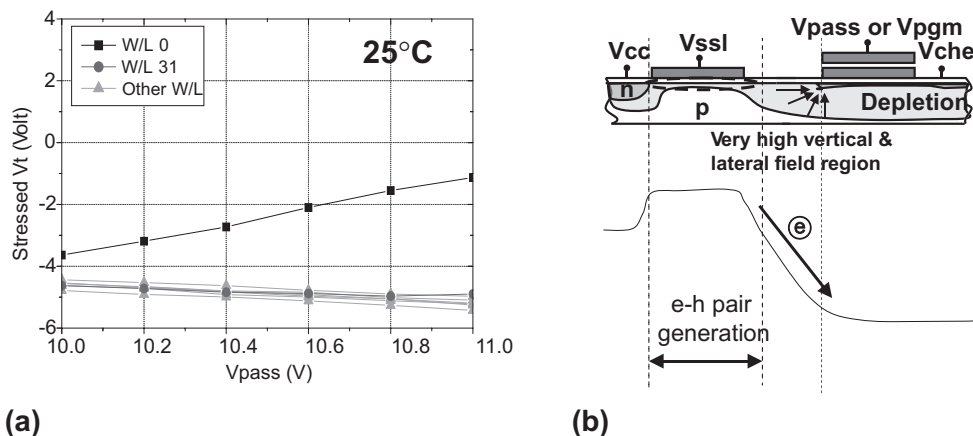 4
2
0
-2
-4
-6
Stressed Vt (Volt)
W/L 0
W/L 31
Other W/L
25°C
10.0 10.2 10.4 10.6 10.8 11.0
Vpass (V)
(a)
Vpass or Vpgm
Vcc Vssl Vche
n
p
Depletion
Very high vertical &
lateral field region
e
e-h pair
generation
(b)